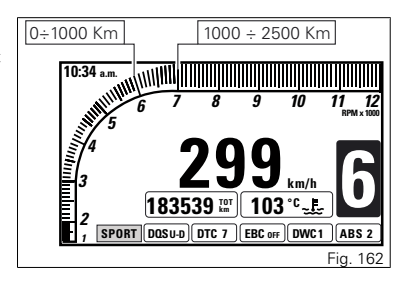 0÷1000 Km 1000 ÷ 2500 Km
10:34 a.m.
1 2 3 4 5 6 7 8 9 10 11 12
RPM x 1000
299 km/h
6
183539 TOT km 103 °C
SPORT DQS U-D DTC 7 EBC OFF DWC 1 ABS 2
Fig. 162